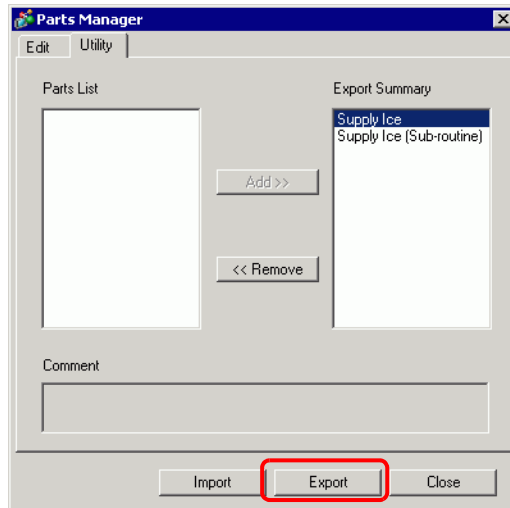 Parts Manager
Edit Utility
Parts List Export Summary
Supply Ice
Supply Ice (Sub-routine)
Add >>
<< Remove
Comment
Import Export Close